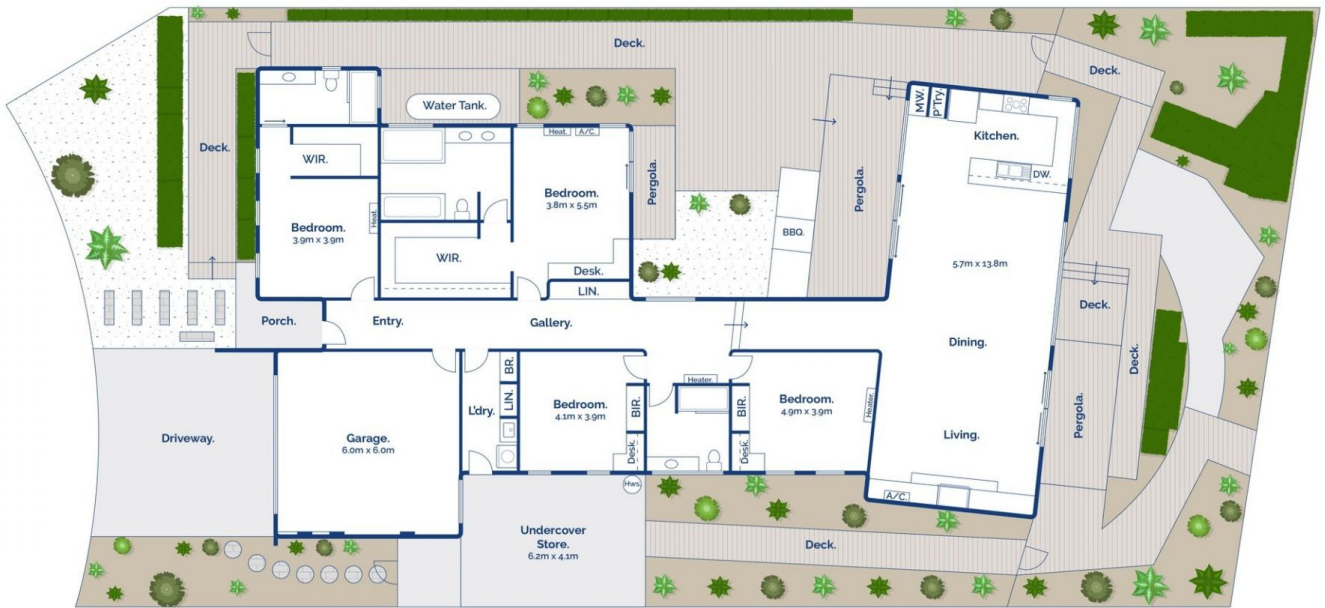 Deck.
Deck.
Water Tank.
Heat.
A/C.
MW.
P'Try.
Kitchen.
DW.
Deck.
WIR.
Bedroom.
3.9m x 3.9m
Heat.
WIR.
Bedroom.
3.8m x 5.5m
Desk.
LIN.
Pergola.
BBQ.
Pergola.
5.7m x 13.8m
Dining.
Living.
A/C.
Deck.
Deck.
Pergola.
Porch.
Entry.
Gallery.
Driveway.
Garage.
6.0m x 6.0m
L'dry.
BR.
LIN.
Bedroom.
4.1m x 3.9m
BIR.
Desk.
Heater.
BIR.
Desk.
Bedroom.
4.9m x 3.9m
Heater.
Hws.
Undercover
Store.
6.2m x 4.1m
Deck.